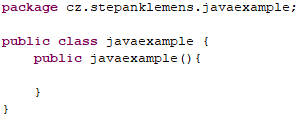 package cz.stepanklemens.javaexample;
public class javaexample {
    public javaexample(){
    }
}